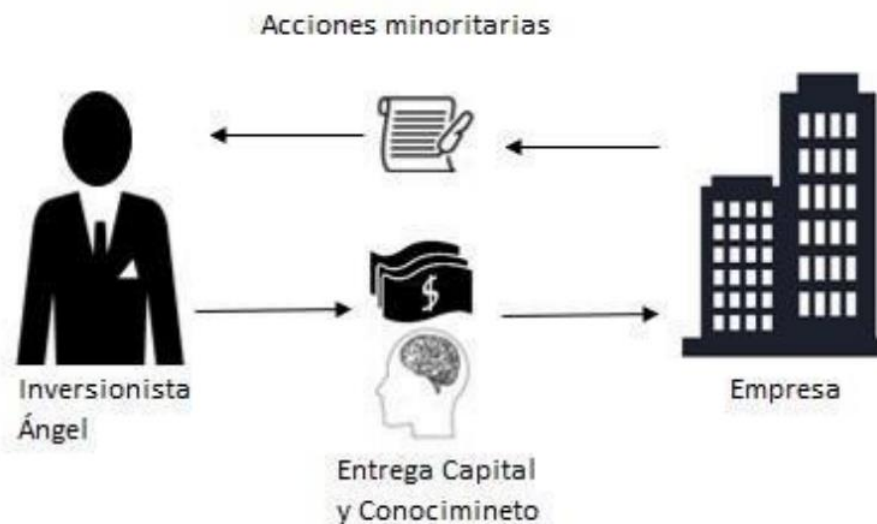 Acciones minoritarias
$
Inversionista
Ángel
Empresa
Entrega Capital
y Conocimineto